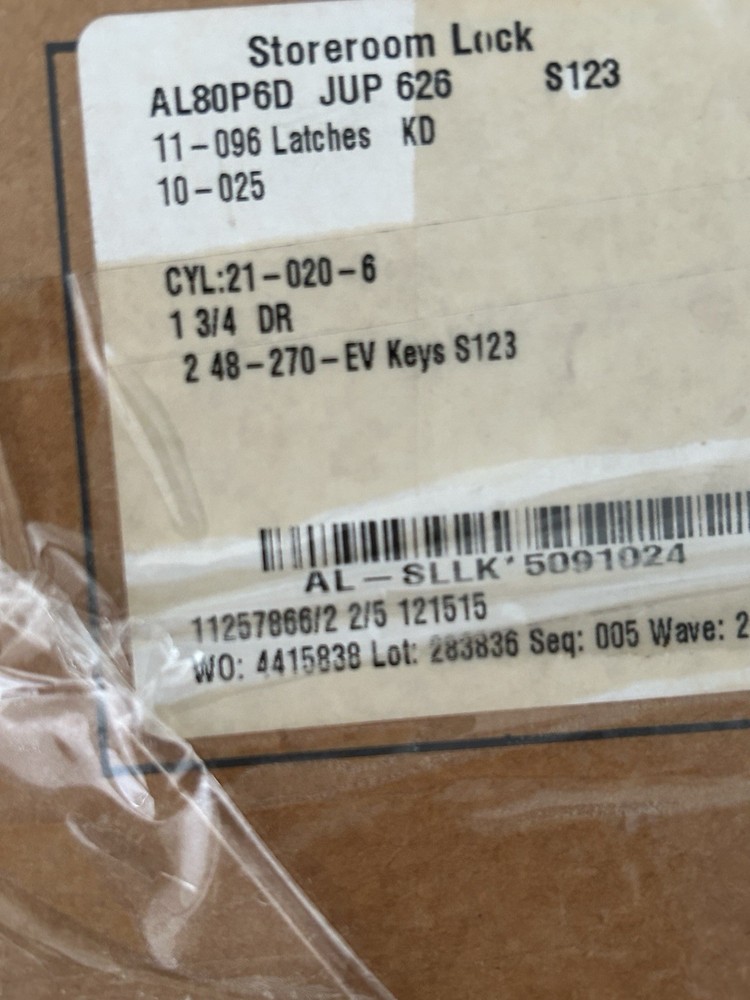 Storeroom Lock
AL80P6D JUP 626 S123
11-096 Latches KD
10-025
CYL:21-020-6
1 3/4 DR
2 48-270-EV Keys S123
AL-SLLK*5091024
11257866/2 2/5 121515
WO: 4415838 Lot: 283836 Seq: 005 Wave: 2